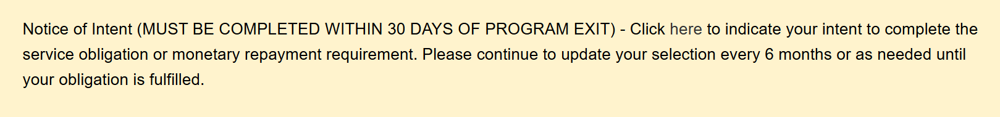 Notice of Intent (MUST BE COMPLETED WITHIN 30 DAYS OF PROGRAM EXIT) - Click here to indicate your intent to complete the
service obligation or monetary repayment requirement. Please continue to update your selection every 6 months or as needed until
your obligation is fulfilled.